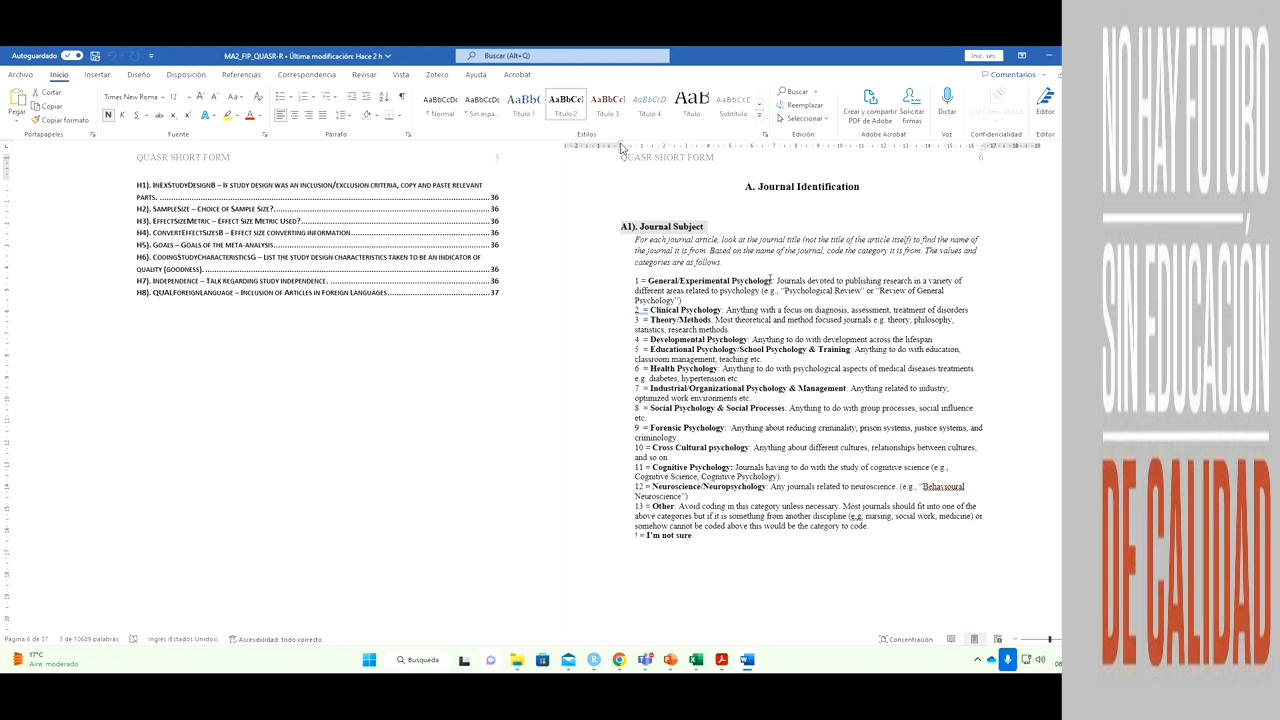 Autoguardado
MA2_FIP_QUASR-R • Última modificación: Hace 2 h
Buscar (Alt+Q)
Inic. ses.
Archivo Inicio Insertar Diseño Disposición Referencias Correspondencia Revisar Vista Zotero Ayuda Acrobat
Comentarios
Pegar
Cortar
Copiar
Copiar formato
Portapapeles
Times New Roma 12
Fuente
Párrafo
AaBbCcDc AaBbCcDc AaBbC AaBbCc AaBbCc AaBbCcD AaB AaBbCcD
¶ Normal ¶ Sin espa... Título 1 Título 2 Título 3 Título 4 Título Subtítulo
Estilos
Buscar
Reemplazar
Seleccionar
Edición
Crear y compartir PDF de Adobe
Solicitar firmas
Adobe Acrobat
Dictar
Voz
Confidencialidad
Editor
Editor
QUASR SHORT FORM 5
H1). InExStudyDesignB – If study design was an inclusion/exclusion criteria, copy and paste relevant
parts. 36
H2). SampleSize – Choice of Sample Size? 36
H3). EffectSizeMetric – Effect Size Metric Used? 36
H4). ConvertEffectSizesB – Effect size converting information 36
H5). Goals – Goals of the meta-analysis 36
H6). CodingStudyCharacteristicsG – List the study design characteristics taken to be an indicator of
quality (goodness). 36
H7). Independence – Talk regarding study independence. 36
H8). QUALForeignLanguage – Inclusion of Articles in Foreign Languages 37
QUASR SHORT FORM 6
A. Journal Identification
A1). Journal Subject
For each journal article, look at the journal title (not the title of the article itself) to find the name of
the journal it is from. Based on the name of the journal, code the category it is from. The values and
categories are as follows:
1 = General/Experimental Psychology: Journals devoted to publishing research in a variety of
different areas related to psychology (e.g., “Psychological Review” or “Review of General
Psychology”)
2 = Clinical Psychology: Anything with a focus on diagnosis, assessment, treatment of disorders
3 = Theory/Methods: Most theoretical and method focused journals e.g. theory, philosophy,
statistics, research methods.
4 = Developmental Psychology: Anything to do with development across the lifespan
5 = Educational Psychology/School Psychology & Training: Anything to do with education,
classroom management, teaching etc.
6 = Health Psychology: Anything to do with psychological aspects of medical diseases/treatments
e.g. diabetes, hypertension etc.
7 = Industrial/Organizational Psychology & Management: Anything related to industry,
optimized work environments etc.
8 = Social Psychology & Social Processes: Anything to do with group processes, social influence
etc.
9 = Forensic Psychology: Anything about reducing criminality, prison systems, justice systems, and
criminology.
10 = Cross Cultural psychology: Anything about different cultures, relationships between cultures,
and so on
11 = Cognitive Psychology: Journals having to do with the study of cognitive science (e.g.,
Cognitive Science, Cognitive Psychology).
12 = Neuroscience/Neuropsychology: Any journals related to neuroscience. (e.g., “Behavioural
Neuroscience”)
13 = Other: Avoid coding in this category unless necessary. Most journals should fit into one of the
above categories but if it is something from another discipline (e.g. nursing, social work, medicine) or
somehow cannot be coded above this would be the category to code.
! = I'm not sure
Página 6 de 37 3 de 10689 palabras Inglés (Estados Unidos) Accesibilidad: todo correcto
Concentración
17°C
Aire: moderado
Busqueda
NO HAY FUTURO
SIN EDUCACIÓN
DE CALIDAD